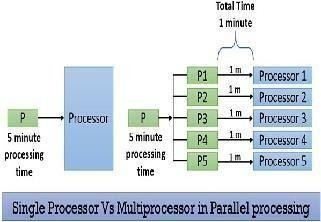 Total Time
1 minute
P1
1 m
Processor 1
P2
1 m
Processor 2
P
Processor
P
P3
1 m
Processor 3
5 minute
processing
time
5 minute
processing
time
P4
1 m
Processor 4
P5
1 m
Processor 5
Single Processor Vs Multiprocessor in Parallel processing